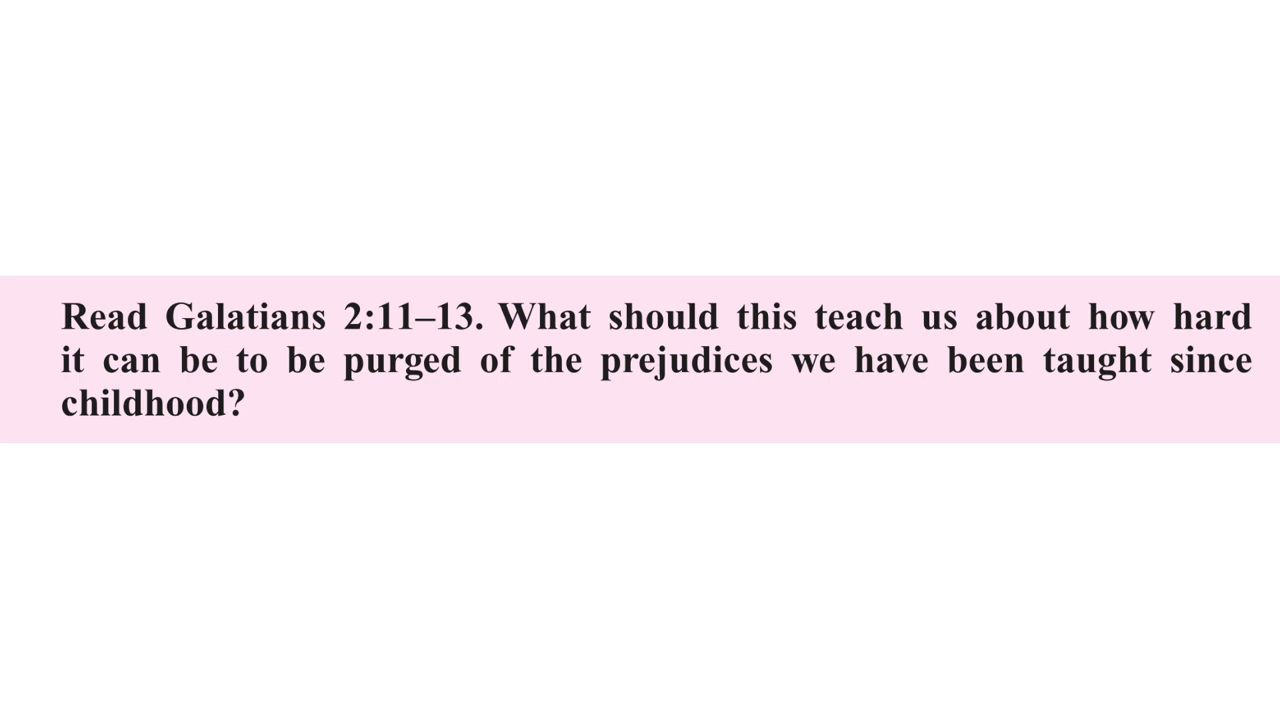 Read Galatians 2:11–13. What should this teach us about how hard
it can be to be purged of the prejudices we have been taught since
childhood?